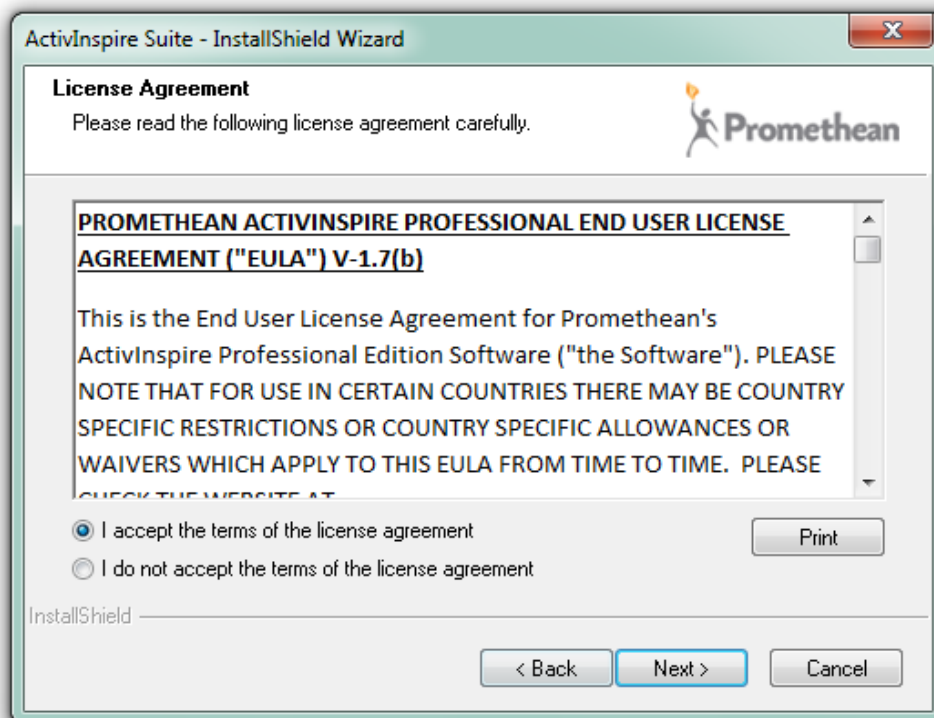 ActivInspire Suite - InstallShield Wizard
License Agreement
Please read the following license agreement carefully.
Promethean
PROMETHEAN ACTIVINSPIRE PROFESSIONAL END USER LICENSE
AGREEMENT ("EULA") V-1.7(b)
This is the End User License Agreement for Promethean's
ActivInspire Professional Edition Software ("the Software"). PLEASE
NOTE THAT FOR USE IN CERTAIN COUNTRIES THERE MAY BE COUNTRY
SPECIFIC RESTRICTIONS OR COUNTRY SPECIFIC ALLOWANCES OR
WAIVERS WHICH APPLY TO THIS EULA FROM TIME TO TIME.  PLEASE
CHECK THE WEBSITE AT
I accept the terms of the license agreement
Print
I do not accept the terms of the license agreement
InstallShield
< Back Next > Cancel